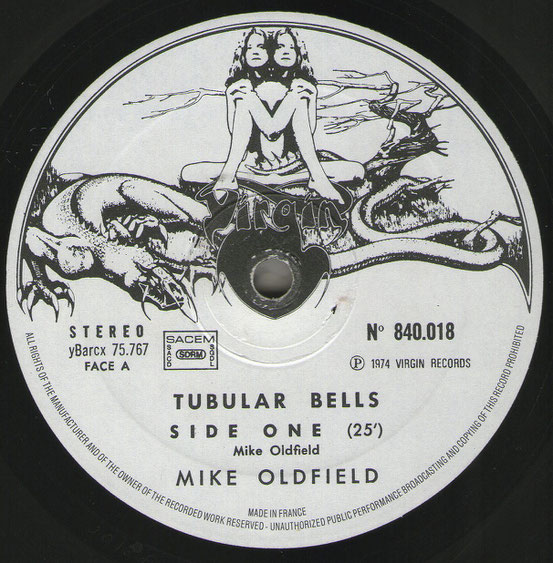 Virgin
STEREO
yBarcx 75.767
FACE A
SACEM
SACD SDRM SGDL
Nº 840.018
Ⓟ 1974 VIRGIN RECORDS
TUBULAR BELLS
SIDE ONE (25')
Mike Oldfield
MIKE OLDFIELD
MADE IN FRANCE
ALL RIGHTS OF THE MANUFACTURER AND OF THE OWNER OF THE RECORDED WORK RESERVED - UNAUTHORIZED PUBLIC PERFORMANCE BROADCASTING AND COPYING OF THIS RECORD PROHIBITED